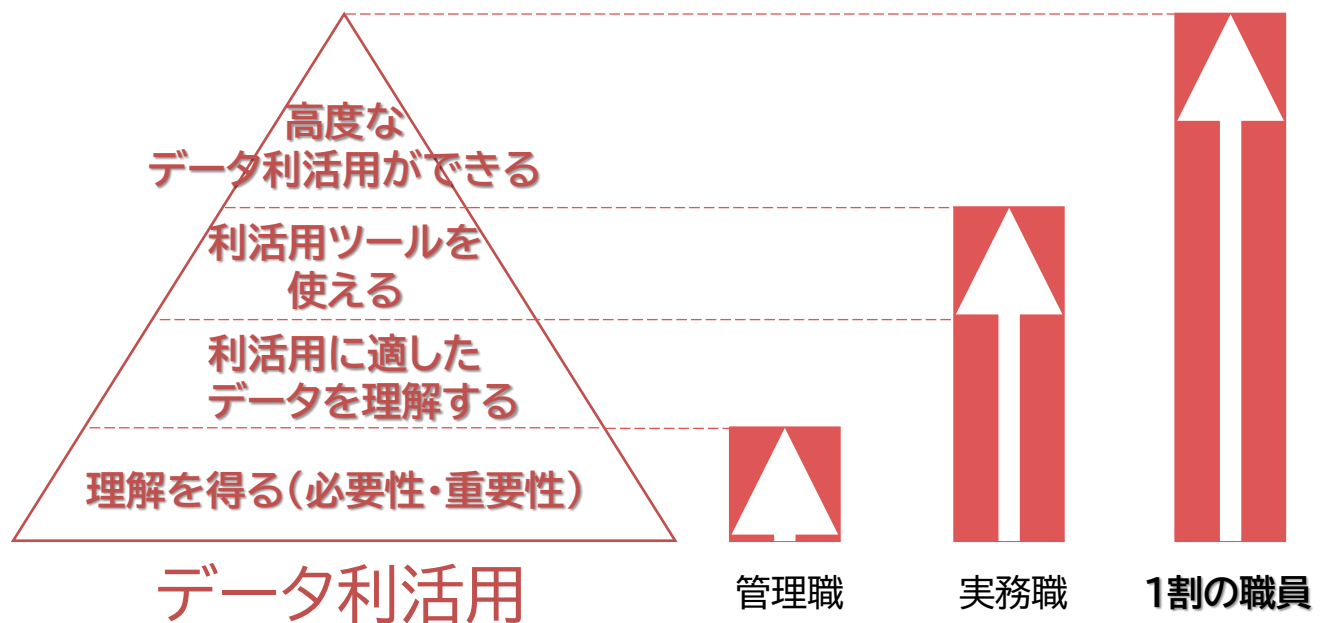 高度な
データ利活用ができる
利活用ツールを
使える
利活用に適した
データを理解する
理解を得る(必要性・重要性)
データ利活用
管理職
実務職
1割の職員